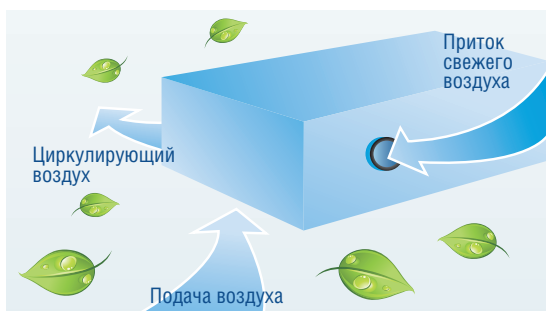 Приток
свежего
воздуха
Циркулирующий
воздух
Подача воздуха